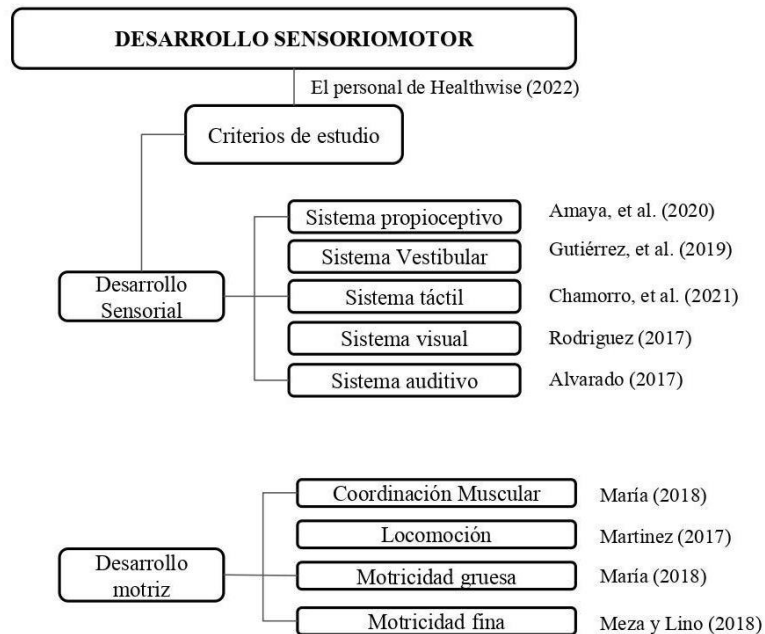 DESARROLLO SENSORIOMOTOR
El personal de Healthwise (2022)
Criterios de estudio
Sistema propioceptivo Amaya, et al. (2020)
Sistema Vestibular Gutiérrez, et al. (2019)
Desarrollo
Sensorial
Sistema táctil Chamorro, et al. (2021)
Sistema visual Rodriguez (2017)
Sistema auditivo Alvarado (2017)
Coordinación Muscular María (2018)
Locomoción Martinez (2017)
Desarrollo
motriz
Motricidad gruesa María (2018)
Motricidad fina Meza y Lino (2018)